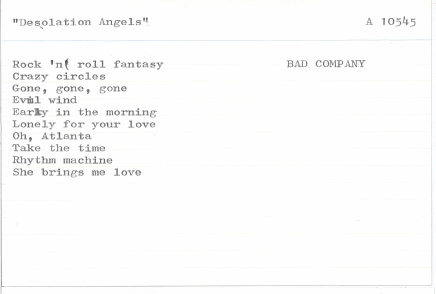 "Desolation Angels" A 10545
Rock 'n' roll fantasy BAD COMPANY
Crazy circles
Gone, gone, gone
Evil wind
Early in the morning
Lonely for your love
Oh, Atlanta
Take the time
Rhythm machine
She brings me love